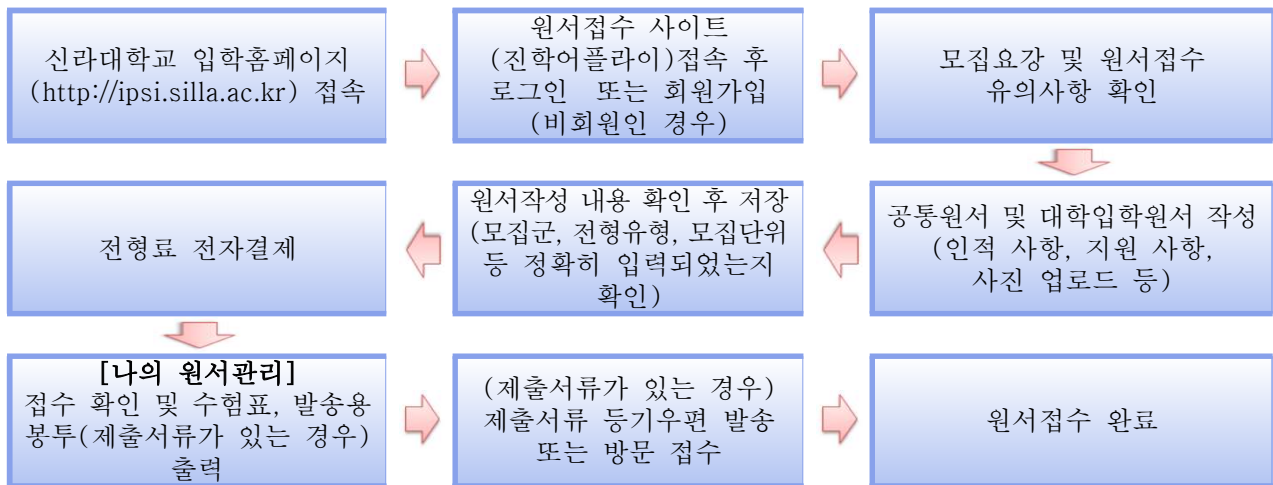 신라대학교 입학홈페이지
(http://ipsi.silla.ac.kr) 접속
원서접수 사이트
(진학어플라이)접속 후
로그인 또는 회원가입
(비회원인 경우)
모집요강 및 원서접수
유의사항 확인
공통원서 및 대학입학원서 작성
(인적 사항, 지원 사항,
사진 업로드 등)
원서작성 내용 확인 후 저장
(모집군, 전형유형, 모집단위
등 정확히 입력되었는지
확인)
전형료 전자결제
[나의 원서관리]
접수 확인 및 수험표, 발송용
봉투(제출서류가 있는 경우)
출력
(제출서류가 있는 경우)
제출서류 등기우편 발송
또는 방문 접수
원서접수 완료